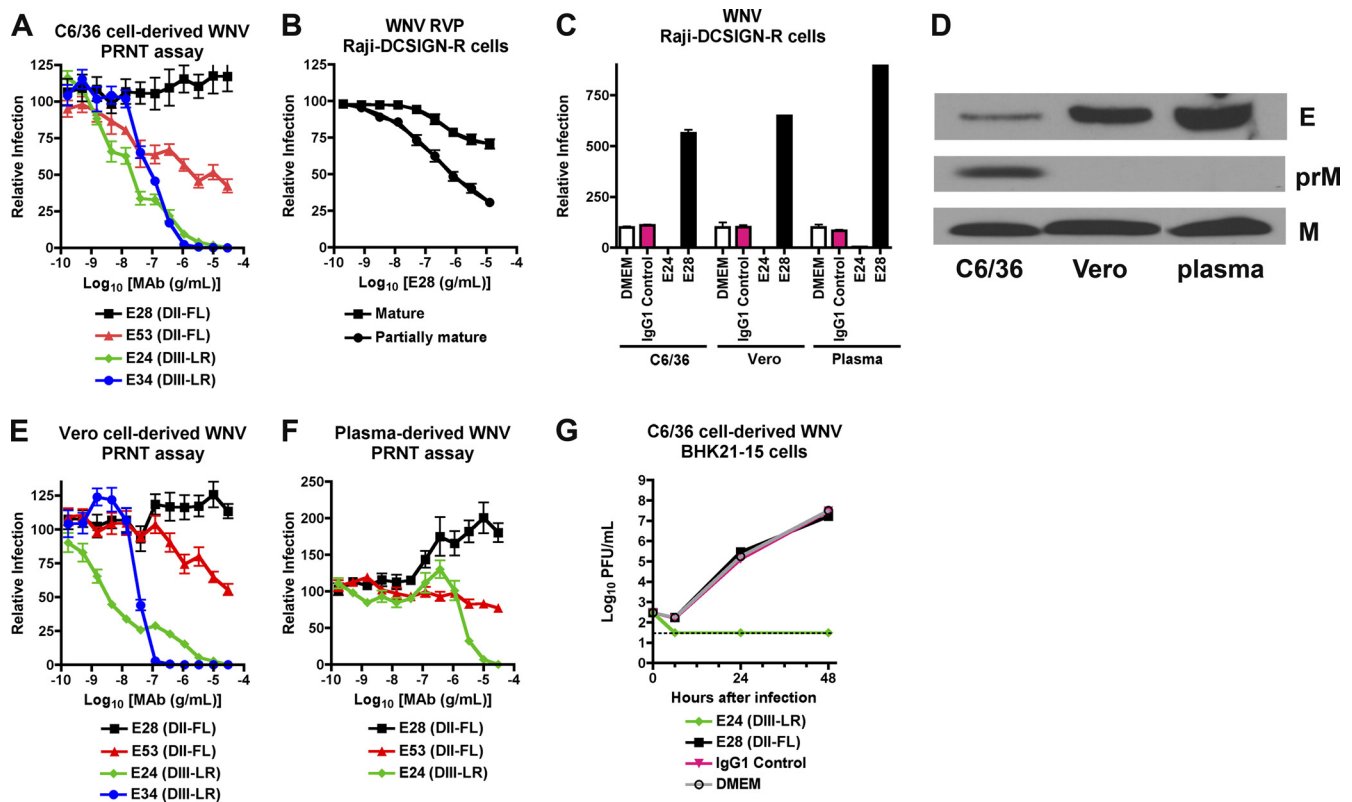 A
C6/36 cell-derived WNV
PRNT assay
Relative Infection
125
100
75
50
25
0
-10 -9 -8 -7 -6 -5 -4
Log10 [MAb (g/mL)]
E28 (DII-FL)
E53 (DII-FL)
E24 (DIII-LR)
E34 (DIII-LR)
B
WNV RVP
Raji-DCSIGN-R cells
Relative Infection
125
100
75
50
25
0
-10 -9 -8 -7 -6 -5 -4
Log10 [E28 (g/mL)]
Mature
Partially mature
C
WNV
Raji-DCSIGN-R cells
Relative Infection
750
500
250
0
DMEM
IgG1 Control
E24
E28
DMEM
IgG1 Control
E24
E28
DMEM
IgG1 Control
E24
E28
C6/36 Vero Plasma
D
E
prM
M
C6/36 Vero plasma
E
Vero cell-derived WNV
PRNT assay
Relative Infection
125
100
75
50
25
0
-10 -9 -8 -7 -6 -5 -4
Log10 [MAb (g/mL)]
E28 (DII-FL)
E53 (DII-FL)
E24 (DIII-LR)
E34 (DIII-LR)
F
Plasma-derived WNV
PRNT assay
Relative Infection
250
200
150
100
50
0
-10 -9 -8 -7 -6 -5 -4
Log10 [MAb (g/mL)]
E28 (DII-FL)
E53 (DII-FL)
E24 (DIII-LR)
G
C6/36 cell-derived WNV
BHK21-15 cells
Log10 PFU/mL
9
8
7
6
5
4
3
2
1
0
0 24 48
Hours after infection
E24 (DIII-LR)
E28 (DII-FL)
IgG1 Control
DMEM